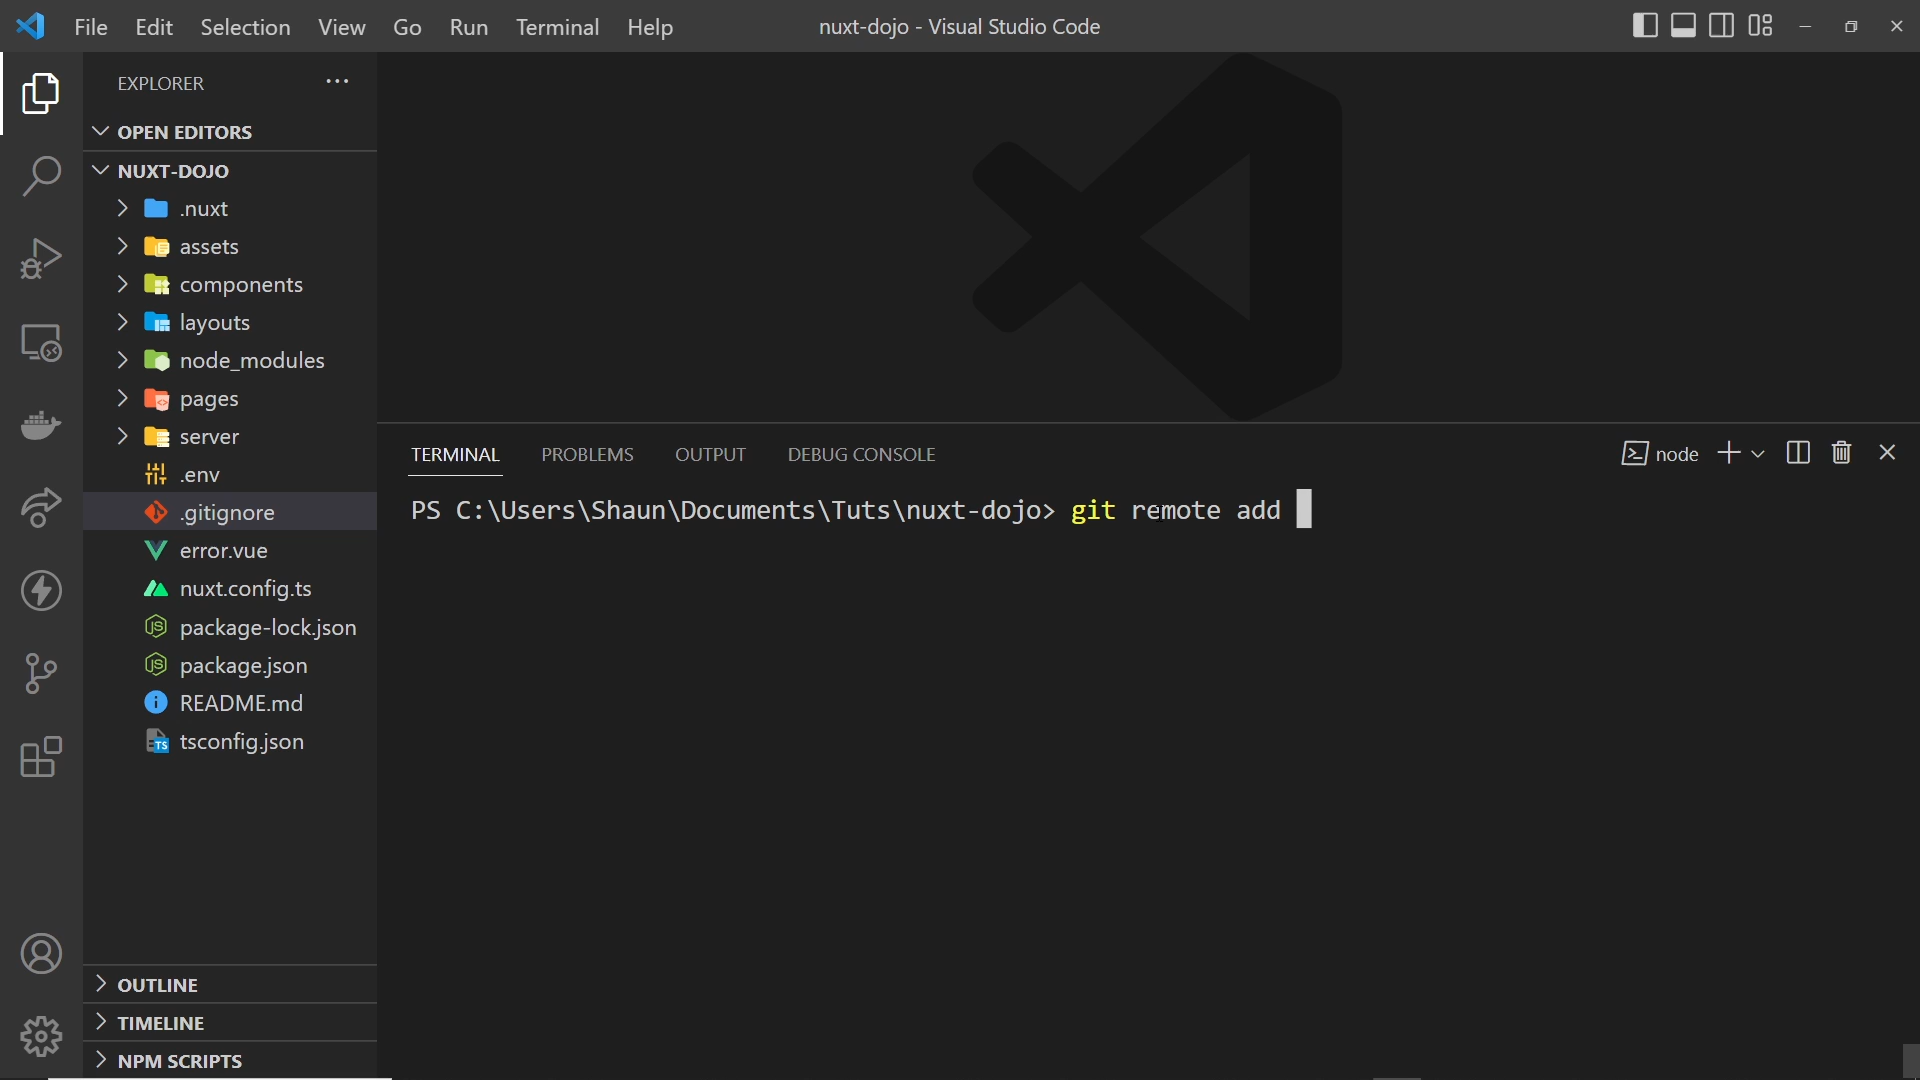 File Edit Selection View Go Run Terminal Help nuxt-dojo - Visual Studio Code
EXPLORER
OPEN EDITORS
NUXT-DOJO
.nuxt
assets
components
layouts
node_modules
pages
server
.env
.gitignore
error.vue
nuxt.config.ts
package-lock.json
package.json
README.md
tsconfig.json
OUTLINE
TIMELINE
NPM SCRIPTS
TERMINAL PROBLEMS OUTPUT DEBUG CONSOLE node
PS C:\Users\Shaun\Documents\Tuts\nuxt-dojo> git remote add